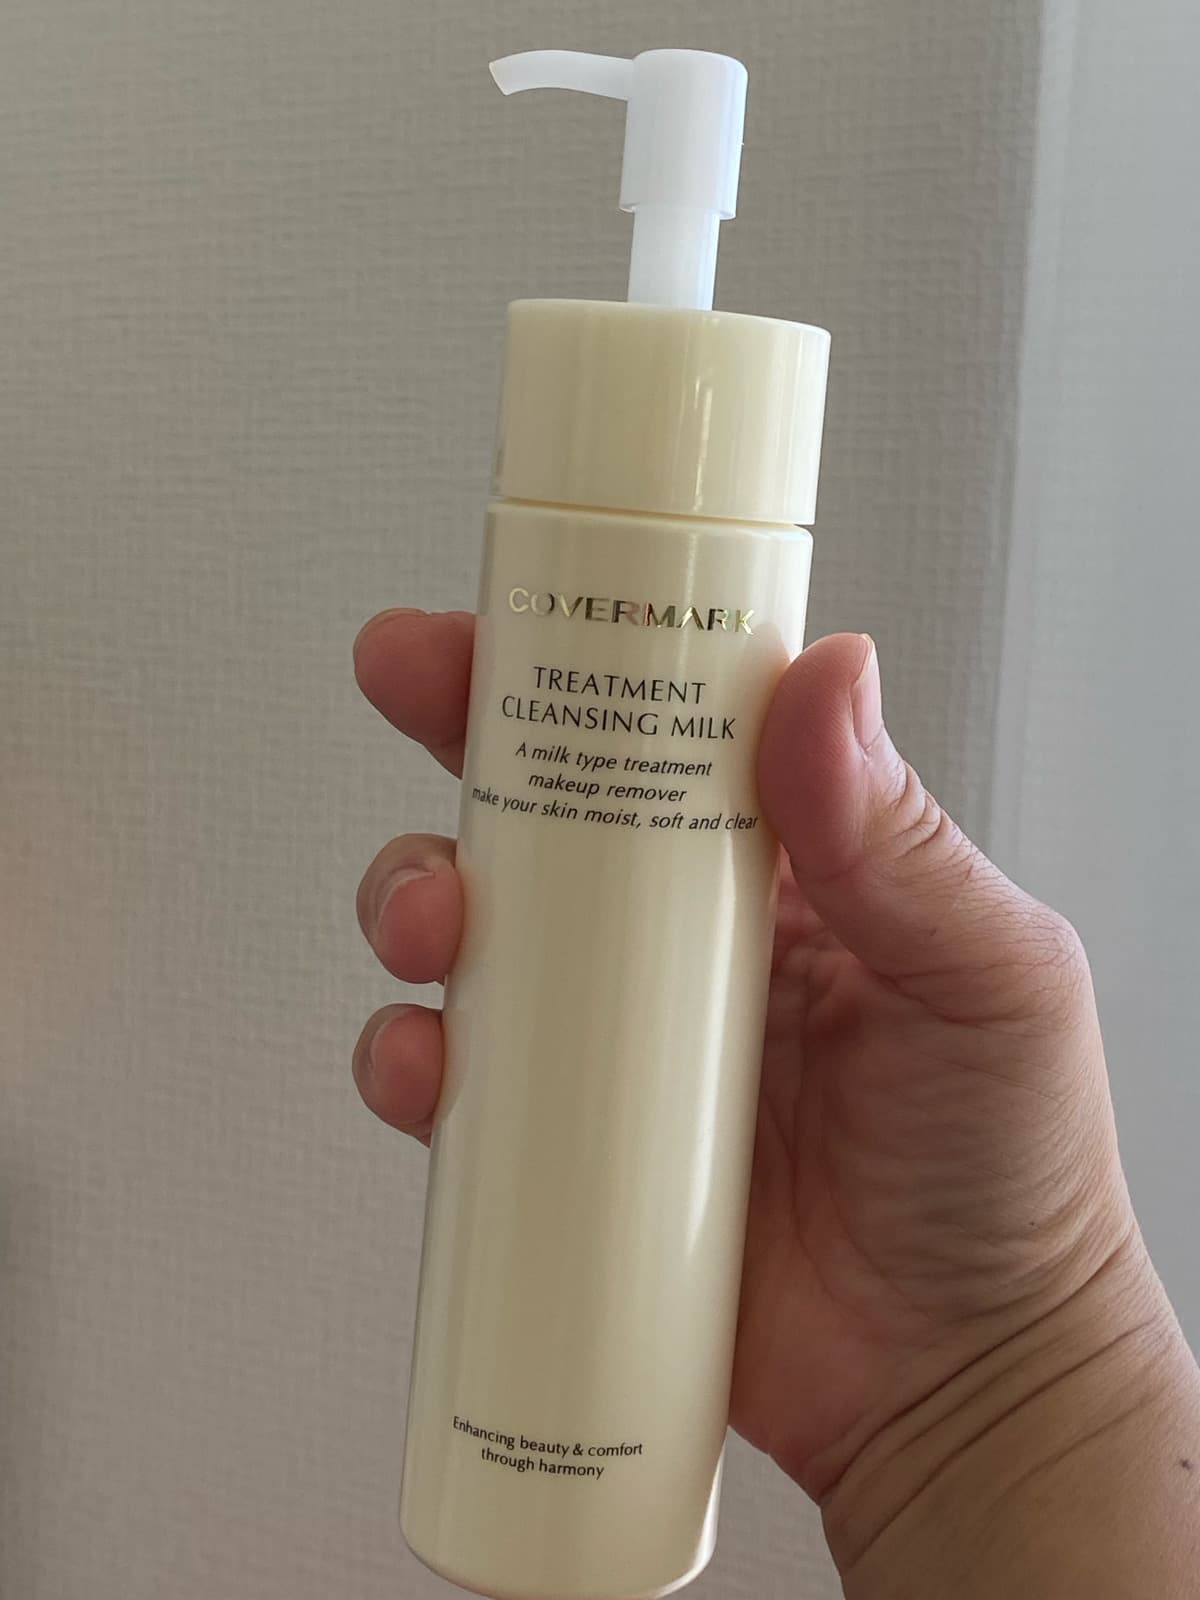 COVERMARK
TREATMENT
CLEANSING MILK
A milk type treatment
makeup remover
make your skin moist, soft and clear
Enhancing beauty & comfort
through harmony